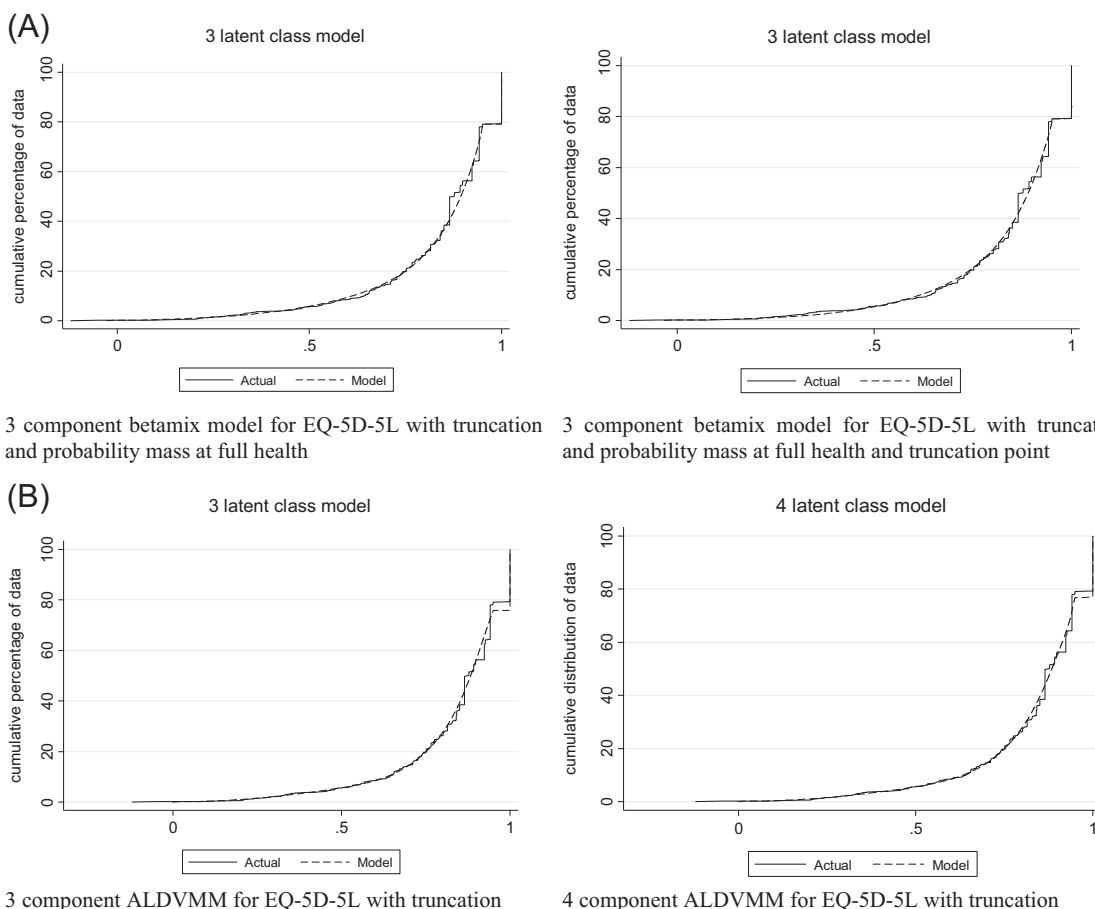 (A)
3 latent class model
cumulative percentage of data
100
80
60
40
20
0
0
.5
1
Actual
Model
3 component betamix model for EQ-5D-5L with truncation
and probability mass at full health
3 latent class model
cumulative percentage of data
100
80
60
40
20
0
0
.5
1
Actual
Model
3 component betamix model for EQ-5D-5L with truncat
and probability mass at full health and truncation point
(B)
3 latent class model
cumulative percentage of data
100
80
60
40
20
0
0
.5
1
Actual
Model
3 component ALDVMM for EQ-5D-5L with truncation
4 latent class model
cumulative distribution of data
100
80
60
40
20
0
0
.5
1
Actual
Model
4 component ALDVMM for EQ-5D-5L with truncation